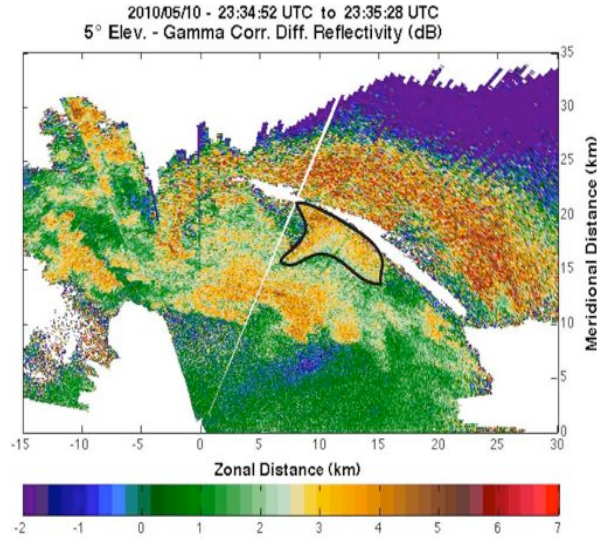 2010/05/10 - 23:34:52 UTC to 23:35:28 UTC
5° Elev. - Gamma Corr. Diff. Reflectivity (dB)
35
30
25
20
15
10
5
0
Meridional Distance (km)
-15 -10 -5 0 5 10 15 20 25 30
Zonal Distance (km)
-2 -1 0 1 2 3 4 5 6 7